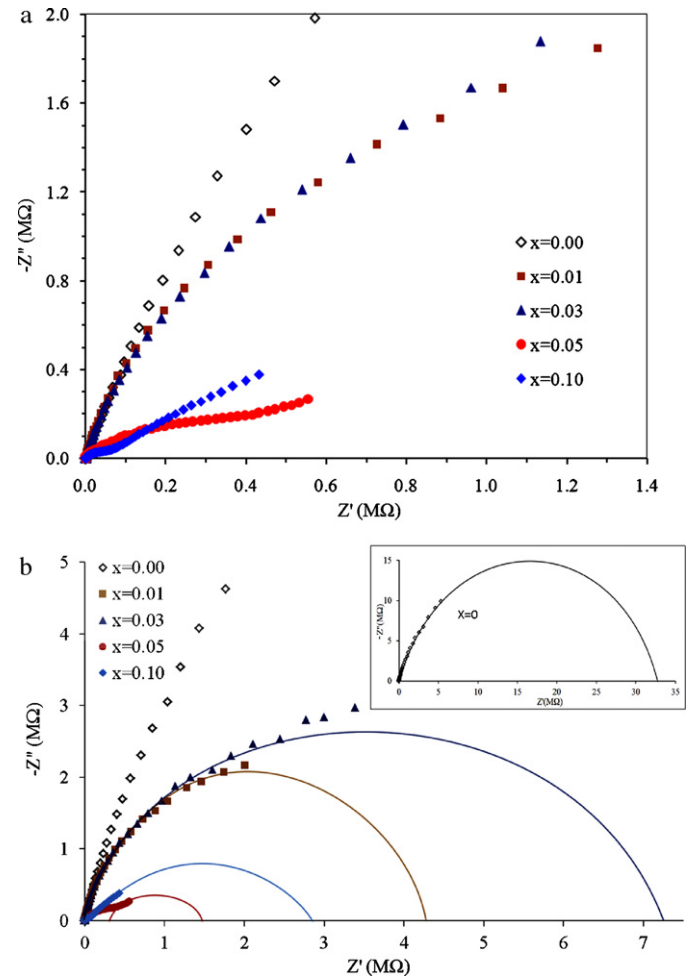 a
2.0
1.6
1.2
0.8
0.4
0.0
-Z" (MΩ)
x=0.00
x=0.01
x=0.03
x=0.05
x=0.10
0.0 0.2 0.4 0.6 0.8 1.0 1.2 1.4
Z' (MΩ)
b
5
4
3
2
1
0
-Z" (MΩ)
x=0.00
x=0.01
x=0.03
x=0.05
x=0.10
15
10
5
0
-Z"(MΩ)
X=0
0 5 10 15 20 25 30 35
Z'(MΩ)
0 1 2 3 4 5 6 7
Z' (MΩ)